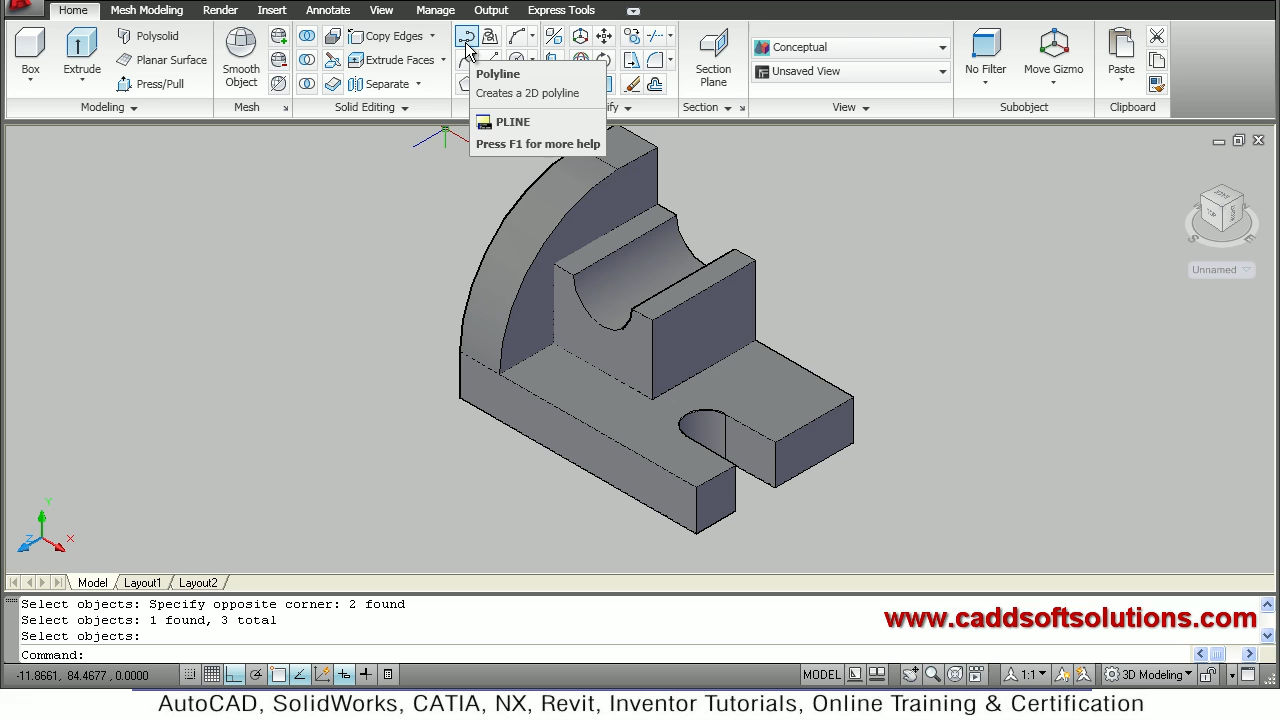 Home Mesh Modeling Render Insert Annotate View Manage Output Express Tools
Box
Extrude
Polysolid
Planar Surface
Press/Pull
Modeling
Smooth
Object
Mesh
Copy Edges
Extrude Faces
Separate
Solid Editing
Polyline
Creates a 2D polyline
PLINE
Press F1 for more help
Section
Plane
Section
Conceptual
Unsaved View
View
No Filter
Move Gizmo
Subobject
Paste
Clipboard
TOP
Unnamed
Y
Z
X
Model Layout1 Layout2
Select objects: Specify opposite corner: 2 found
Select objects: 1 found, 3 total
Select objects:
Command:
www.caddsoftsolutions.com
-11.8661, 84.4677, 0.0000
MODEL
1:1
3D Modeling
AutoCAD, SolidWorks, CATIA, NX, Revit, Inventor Tutorials, Online Training & Certification